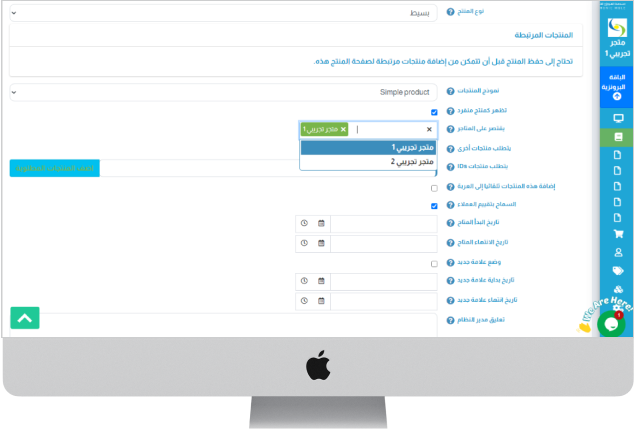 نوع المنتج
بسيط
المنتجات المرتبطة
تحتاج إلى حفظ المنتج قبل أن تتمكن من إضافة منتجات مرتبطة لصفحة المنتج هذه.
نموذج المنتجات
Simple product
تظهر كمنتج منفرد
يقتصر على المتاجر
متجر تجريبي 1
متجر تجريبي 1
متجر تجريبي 2
يتطلب منتجات أخرى
يتطلب منتجات IDs
إضافة هذه المنتجات تلقائيا إلى العربة
السماح بتقييم العملاء
تاريخ البدأ المتاح
تاريخ الانتهاء المتاح
وضع علامة جديد
تاريخ بداية علامة جديد
تاريخ انتهاء علامة جديد
تعليق مدير النظام
متجر
تجريبي 1
الباقة
البرونزية
We Are Here!
1